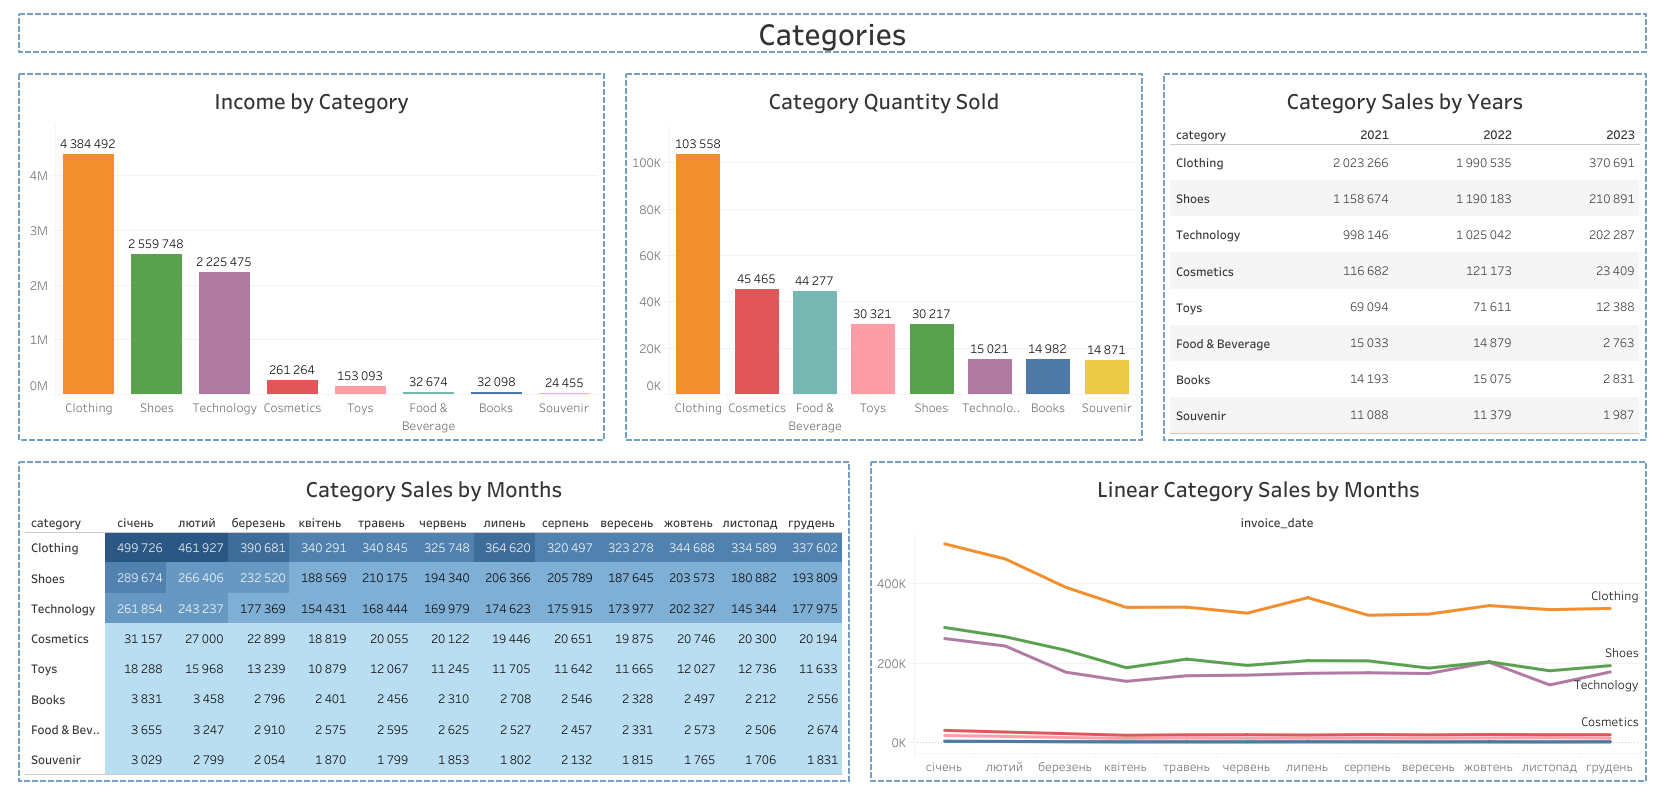 Categories
Income by Category
4 384 492
4M
3M
2 559 748
2 225 475
2M
1M
261 264
153 093
32 674
32 098
24 455
0M
Clothing Shoes Technology Cosmetics Toys Food & Books Souvenir
Beverage
Category Quantity Sold
103 558
100K
80K
60K
45 465
44 277
40K
30 321
30 217
20K
15 021
14 982
14 871
0K
Clothing Cosmetics Food & Toys Shoes Technolo.. Books Souvenir
Beverage
Category Sales by Years
category 2021 2022 2023
Clothing 2 023 266 1 990 535 370 691
Shoes 1 158 674 1 190 183 210 891
Technology 998 146 1 025 042 202 287
Cosmetics 116 682 121 173 23 409
Toys 69 094 71 611 12 388
Food & Beverage 15 033 14 879 2 763
Books 14 193 15 075 2 831
Souvenir 11 088 11 379 1 987
Category Sales by Months
category січень лютий березень квітень травень червень липень серпень вересень жовтень листопад грудень
Clothing 499 726 461 927 390 681 340 291 340 845 325 748 364 620 320 497 323 278 344 688 334 589 337 602
Shoes 289 674 266 406 232 520 188 569 210 175 194 340 206 366 205 789 187 645 203 573 180 882 193 809
Technology 261 854 243 237 177 369 154 431 168 444 169 979 174 623 175 915 173 977 202 327 145 344 177 975
Cosmetics 31 157 27 000 22 899 18 819 20 055 20 122 19 446 20 651 19 875 20 746 20 300 20 194
Toys 18 288 15 968 13 239 10 879 12 067 11 245 11 705 11 642 11 665 12 027 12 736 11 633
Books 3 831 3 458 2 796 2 401 2 456 2 310 2 708 2 546 2 328 2 497 2 212 2 556
Food & Bev.. 3 655 3 247 2 910 2 575 2 595 2 625 2 527 2 457 2 331 2 573 2 506 2 674
Souvenir 3 029 2 799 2 054 1 870 1 799 1 853 1 802 2 132 1 815 1 765 1 706 1 831
Linear Category Sales by Months
invoice_date
400K
Clothing
Shoes
200K
Technology
Cosmetics
0K
січень лютий березень квітень травень червень липень серпень вересень жовтень листопад грудень